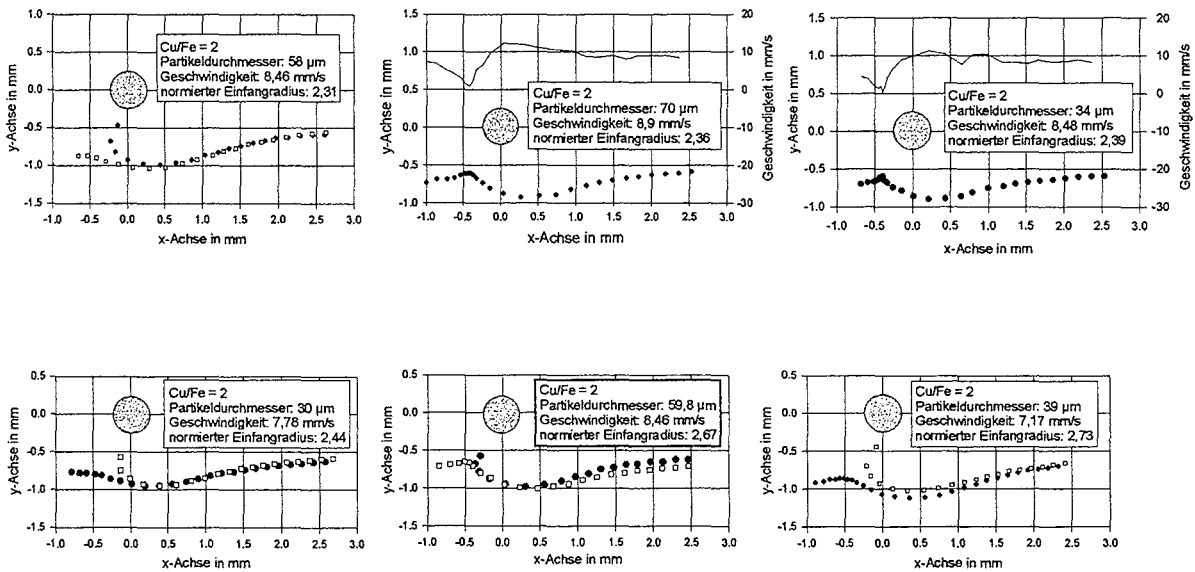 1.0
0.5
0.0
-0.5
-1.0
1.5
y-Achse in mm
Cu/Fe = 2
Partikeldurchmesser: 58 µm
Geschwindigkeit: 8,46 mm/s
normierter Einfangradius: 2,31
-1.0 -0.5 0.0 0.5 1.0 1.5 2.0 2.5 3.0
x-Achse in mm
1.5
1.0
0.5
0.0
-0.5
-1.0
y-Achse in mm
Cu/Fe = 2
Partikeldurchmesser: 70 µm
Geschwindigkeit: 8,9 mm/s
normierter Einfangradius: 2,36
20
10
0
-10
-20
-30
Geschwindigkeit in mm/s
-1.0 -0.5 0.0 0.5 1.0 1.5 2.0 2.5 3.0
x-Achse in mm
1.5
1.0
0.5
0.0
-0.5
-1.0
y-Achse in mm
Cu/Fe = 2
Partikeldurchmesser: 34 µm
Geschwindigkeit: 8,48 mm/s
normierter Einfangradius: 2,39
20
10
0
-10
-20
-30
Geschwindigkeit in mm/s
-1.0 -0.5 0.0 0.5 1.0 1.5 2.0 2.5 3.0
x-Achse in mm
0.5
0.0
-0.5
-1.0
-1.5
y-Achse in mm
Cu/Fe = 2
Partikeldurchmesser: 30 µm
Geschwindigkeit: 7,78 mm/s
normierter Einfangradius: 2,44
-1.0 -0.5 0.0 0.5 1.0 1.5 2.0 2.5 3.0
x-Achse in mm
0.5
0.0
-0.5
-1.0
-1.5
y-Achse in mm
Cu/Fe = 2
Partikeldurchmesser: 59,8 µm
Geschwindigkeit: 8,46 mm/s
normierter Einfangradius: 2,67
-1.0 -0.5 0.0 0.5 1.0 1.5 2.0 2.5 3.0
x-Achse in mm
0.5
0.0
-0.5
-1.0
-1.5
y-Achse in mm
Cu/Fe = 2
Partikeldurchmesser: 39 µm
Geschwindigkeit: 7,17 mm/s
normierter Einfangradius: 2,73
-1.0 -0.5 0.0 0.5 1.0 1.5 2.0 2.5 3.0
x-Achse in mm